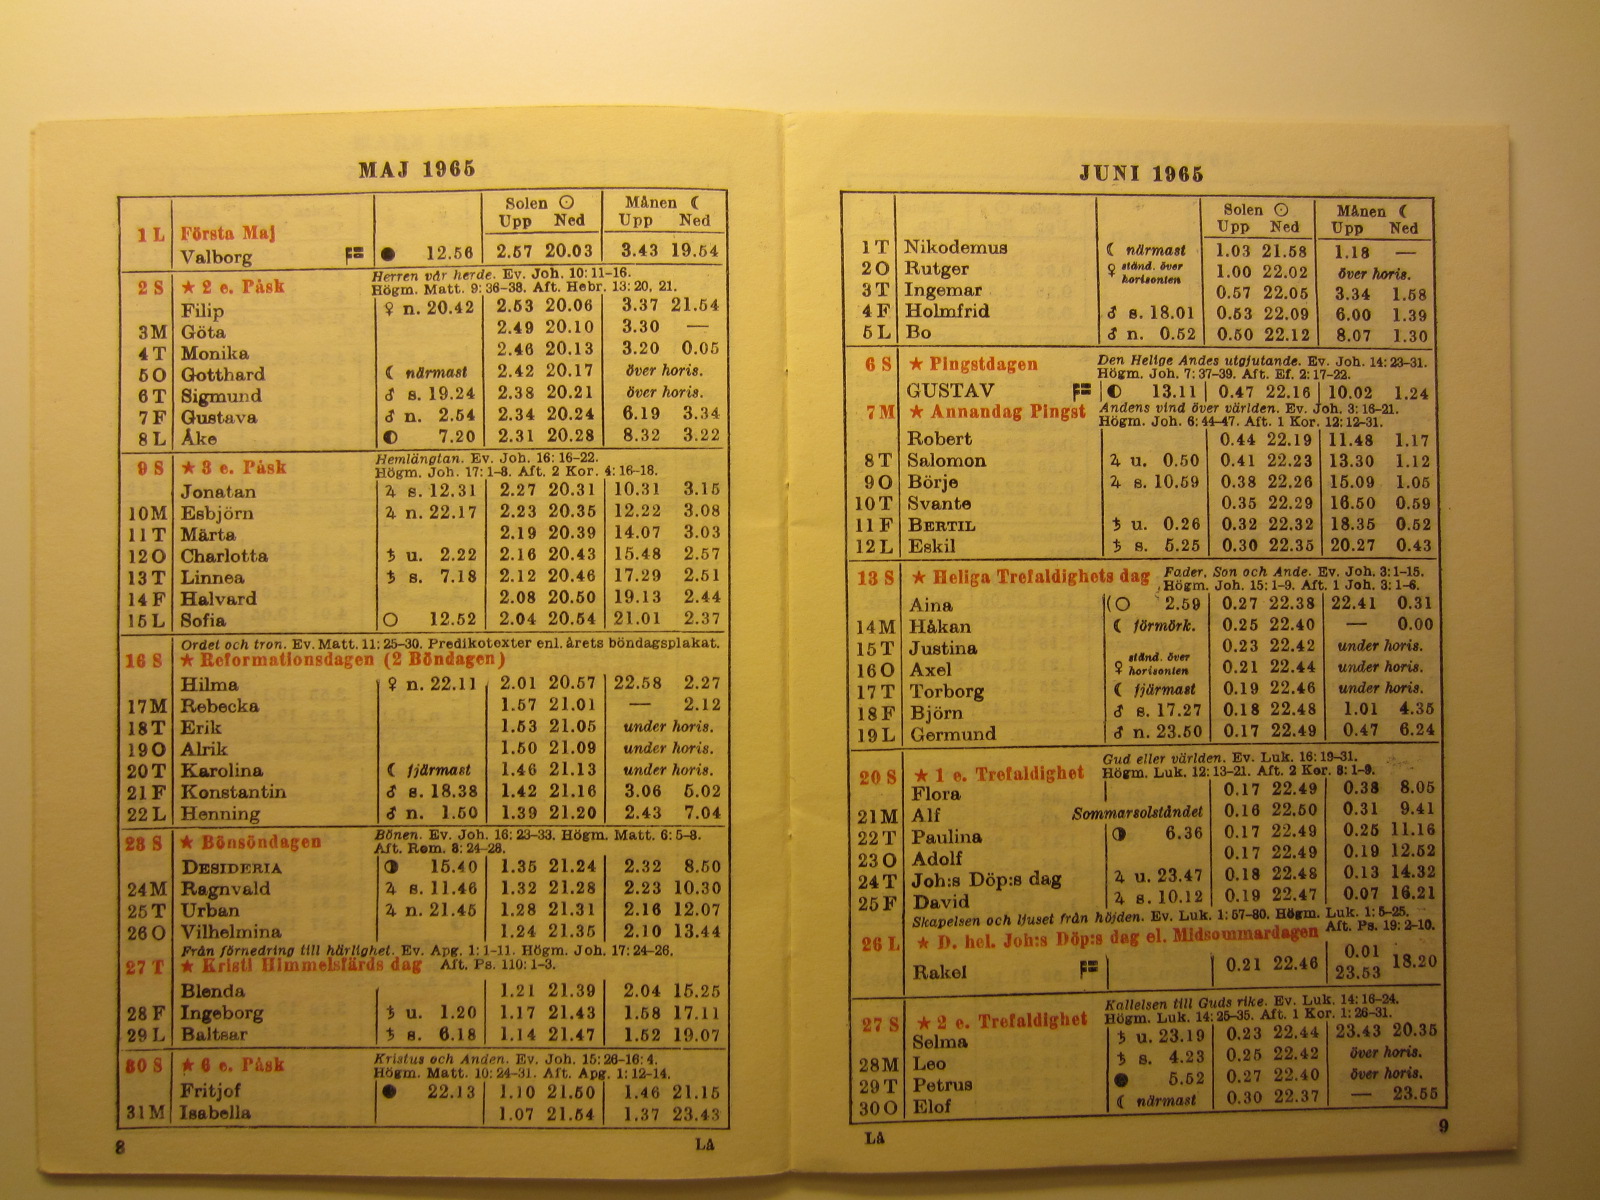 MAJ 1965
Solen ☉ Månen ☾
Upp Ned Upp Ned
1 L Första Maj
Valborg ● 12.56 2.57 20.03 3.43 19.54
Herren vår herde. Ev. Joh. 10:11–16.
2 S ★ 2 e. Påsk Högm. Matt. 9:36–38. Aft. Hebr. 13:20, 21.
Filip ♀ n. 20.42 2.53 20.06 3.37 21.54
3 M Göta 2.49 20.10 3.30 —
4 T Monika 2.46 20.13 3.20 0.05
5 O Gotthard ☾ närmast 2.42 20.17 över horis.
6 T Sigmund ♂ s. 19.24 2.38 20.21 över horis.
7 F Gustava ♂ n. 2.54 2.34 20.24 6.19 3.34
8 L Åke ◐ 7.20 2.31 20.28 8.32 3.22
Hemlängtan. Ev. Joh. 16:16–22.
9 S ★ 3 e. Påsk Högm. Joh. 17:1–8. Aft. 2 Kor. 4:16–18.
Jonatan ♃ s. 12.31 2.27 20.31 10.31 3.15
10 M Esbjörn ♃ n. 22.17 2.23 20.35 12.22 3.08
11 T Märta 2.19 20.39 14.07 3.03
12 O Charlotta ♄ u. 2.22 2.16 20.43 15.48 2.57
13 T Linnea ♄ s. 7.18 2.12 20.46 17.29 2.51
14 F Halvard 2.08 20.50 19.13 2.44
15 L Sofia ○ 12.52 2.04 20.54 21.01 2.37
Ordet och tron. Ev. Matt. 11:25–30. Predikotexter enl. årets böndagsplakat.
16 S ★ Reformationsdagen (2 Böndagen)
Hilma ♀ n. 22.11 2.01 20.57 22.58 2.27
17 M Rebecka 1.57 21.01 — 2.12
18 T Erik 1.53 21.05 under horis.
19 O Alrik 1.50 21.09 under horis.
20 T Karolina ☾ fjärmast 1.46 21.13 under horis.
21 F Konstantin ♂ s. 18.38 1.42 21.16 3.06 5.02
22 L Henning ♂ n. 1.50 1.39 21.20 2.43 7.04
Bönen. Ev. Joh. 16:23–33. Högm. Matt. 6:5–8.
23 S ★ Bönsöndagen Aft. Rom. 8:24–28.
DESIDERIA ◑ 15.40 1.35 21.24 2.32 8.50
24 M Ragnvald ♃ s. 11.46 1.32 21.28 2.23 10.30
25 T Urban ♃ n. 21.45 1.28 21.31 2.16 12.07
26 O Vilhelmina 1.24 21.35 2.10 13.44
Från förnedring till härlighet. Ev. Apg. 1:1–11. Högm. Joh. 17:24–26.
27 T ★ Kristi Himmelsfärds dag Aft. Ps. 110:1–3.
Blenda 1.21 21.39 2.04 15.25
28 F Ingeborg ♄ u. 1.20 1.17 21.43 1.58 17.11
29 L Baltsar ♄ s. 6.18 1.14 21.47 1.52 19.07
Kristus och Anden. Ev. Joh. 15:26–16:4.
30 S ★ 6 e. Påsk Högm. Matt. 10:24–31. Aft. Apg. 1:12–14.
Fritjof ● 22.13 1.10 21.50 1.46 21.15
31 M Isabella 1.07 21.54 1.37 23.43
8 LÅ
JUNI 1965
Solen ☉ Månen ☾
Upp Ned Upp Ned
1 T Nikodemus ☾ närmast 1.03 21.58 1.18 —
2 O Rutger ♀ ständ. över horisonten 1.00 22.02 över horis.
3 T Ingemar 0.57 22.05 3.34 1.58
4 F Holmfrid ♂ s. 18.01 0.53 22.09 6.00 1.39
5 L Bo ♂ n. 0.52 0.50 22.12 8.07 1.30
Den Helige Andes utgjutande. Ev. Joh. 14:23–31.
6 S ★ Pingstdagen Högm. Joh. 7:37–39. Aft. Ef. 2:17–22.
GUSTAV ◐ 13.11 0.47 22.16 10.02 1.24
Andens vind över världen. Ev. Joh. 3:16–21.
7 M ★ Annandag Pingst Högm. Joh. 6:44–47. Aft. 1 Kor. 12:12–31.
Robert 0.44 22.19 11.48 1.17
8 T Salomon ♃ u. 0.50 0.41 22.23 13.30 1.12
9 O Börje ♃ s. 10.59 0.38 22.26 15.09 1.05
10 T Svante 0.35 22.29 16.50 0.59
11 F BERTIL ♄ u. 0.26 0.32 22.32 18.35 0.52
12 L Eskil ♄ s. 5.25 0.30 22.35 20.27 0.43
Fader, Son och Ande. Ev. Joh. 3:1–15.
13 S ★ Heliga Trefaldighets dag Högm. Joh. 15:1–9. Aft. 1 Joh. 3:1–6.
Aina (○ 2.59 0.27 22.38 22.41 0.31
14 M Håkan ☾ förmörk. 0.25 22.40 — 0.00
15 T Justina 0.23 22.42 under horis.
16 O Axel ♀ ständ. över horisonten 0.21 22.44 under horis.
17 T Torborg ☾ fjärmast 0.19 22.46 under horis.
18 F Björn ♂ s. 17.27 0.18 22.48 1.01 4.35
19 L Germund ♂ n. 23.50 0.17 22.49 0.47 6.24
Gud eller världen. Ev. Luk. 16:19–31.
20 S ★ 1 e. Trefaldighet Högm. Luk. 12:13–21. Aft. 2 Kor. 8:1–9.
Flora 0.17 22.49 0.38 8.05
21 M Alf Sommarsolståndet 0.16 22.50 0.31 9.41
22 T Paulina ◑ 6.36 0.17 22.49 0.25 11.16
23 O Adolf 0.17 22.49 0.19 12.52
24 T Joh:s Döp:s dag ♃ u. 23.47 0.18 22.48 0.13 14.32
25 F David ♃ s. 10.12 0.19 22.47 0.07 16.21
Skapelsen och ljuset från höjden. Ev. Luk. 1:57–80. Högm. Luk. 1:5–25.
26 L ★ D. hel. Joh:s Döp:s dag el. Midsommardagen Aft. Ps. 19:2–10.
Rakel 0.21 22.46 0.01 23.53 18.20
Kallelsen till Guds rike. Ev. Luk. 14:16–24.
27 S ★ 2 e. Trefaldighet Högm. Luk. 14:25–35. Aft. 1 Kor. 1:26–31.
Selma ♄ u. 23.19 0.23 22.44 23.43 20.35
28 M Leo ♄ s. 4.23 0.25 22.42 över horis.
29 T Petrus ● 5.52 0.27 22.40 över horis.
30 O Elof ☾ närmast 0.30 22.37 — 23.55
LÅ 9